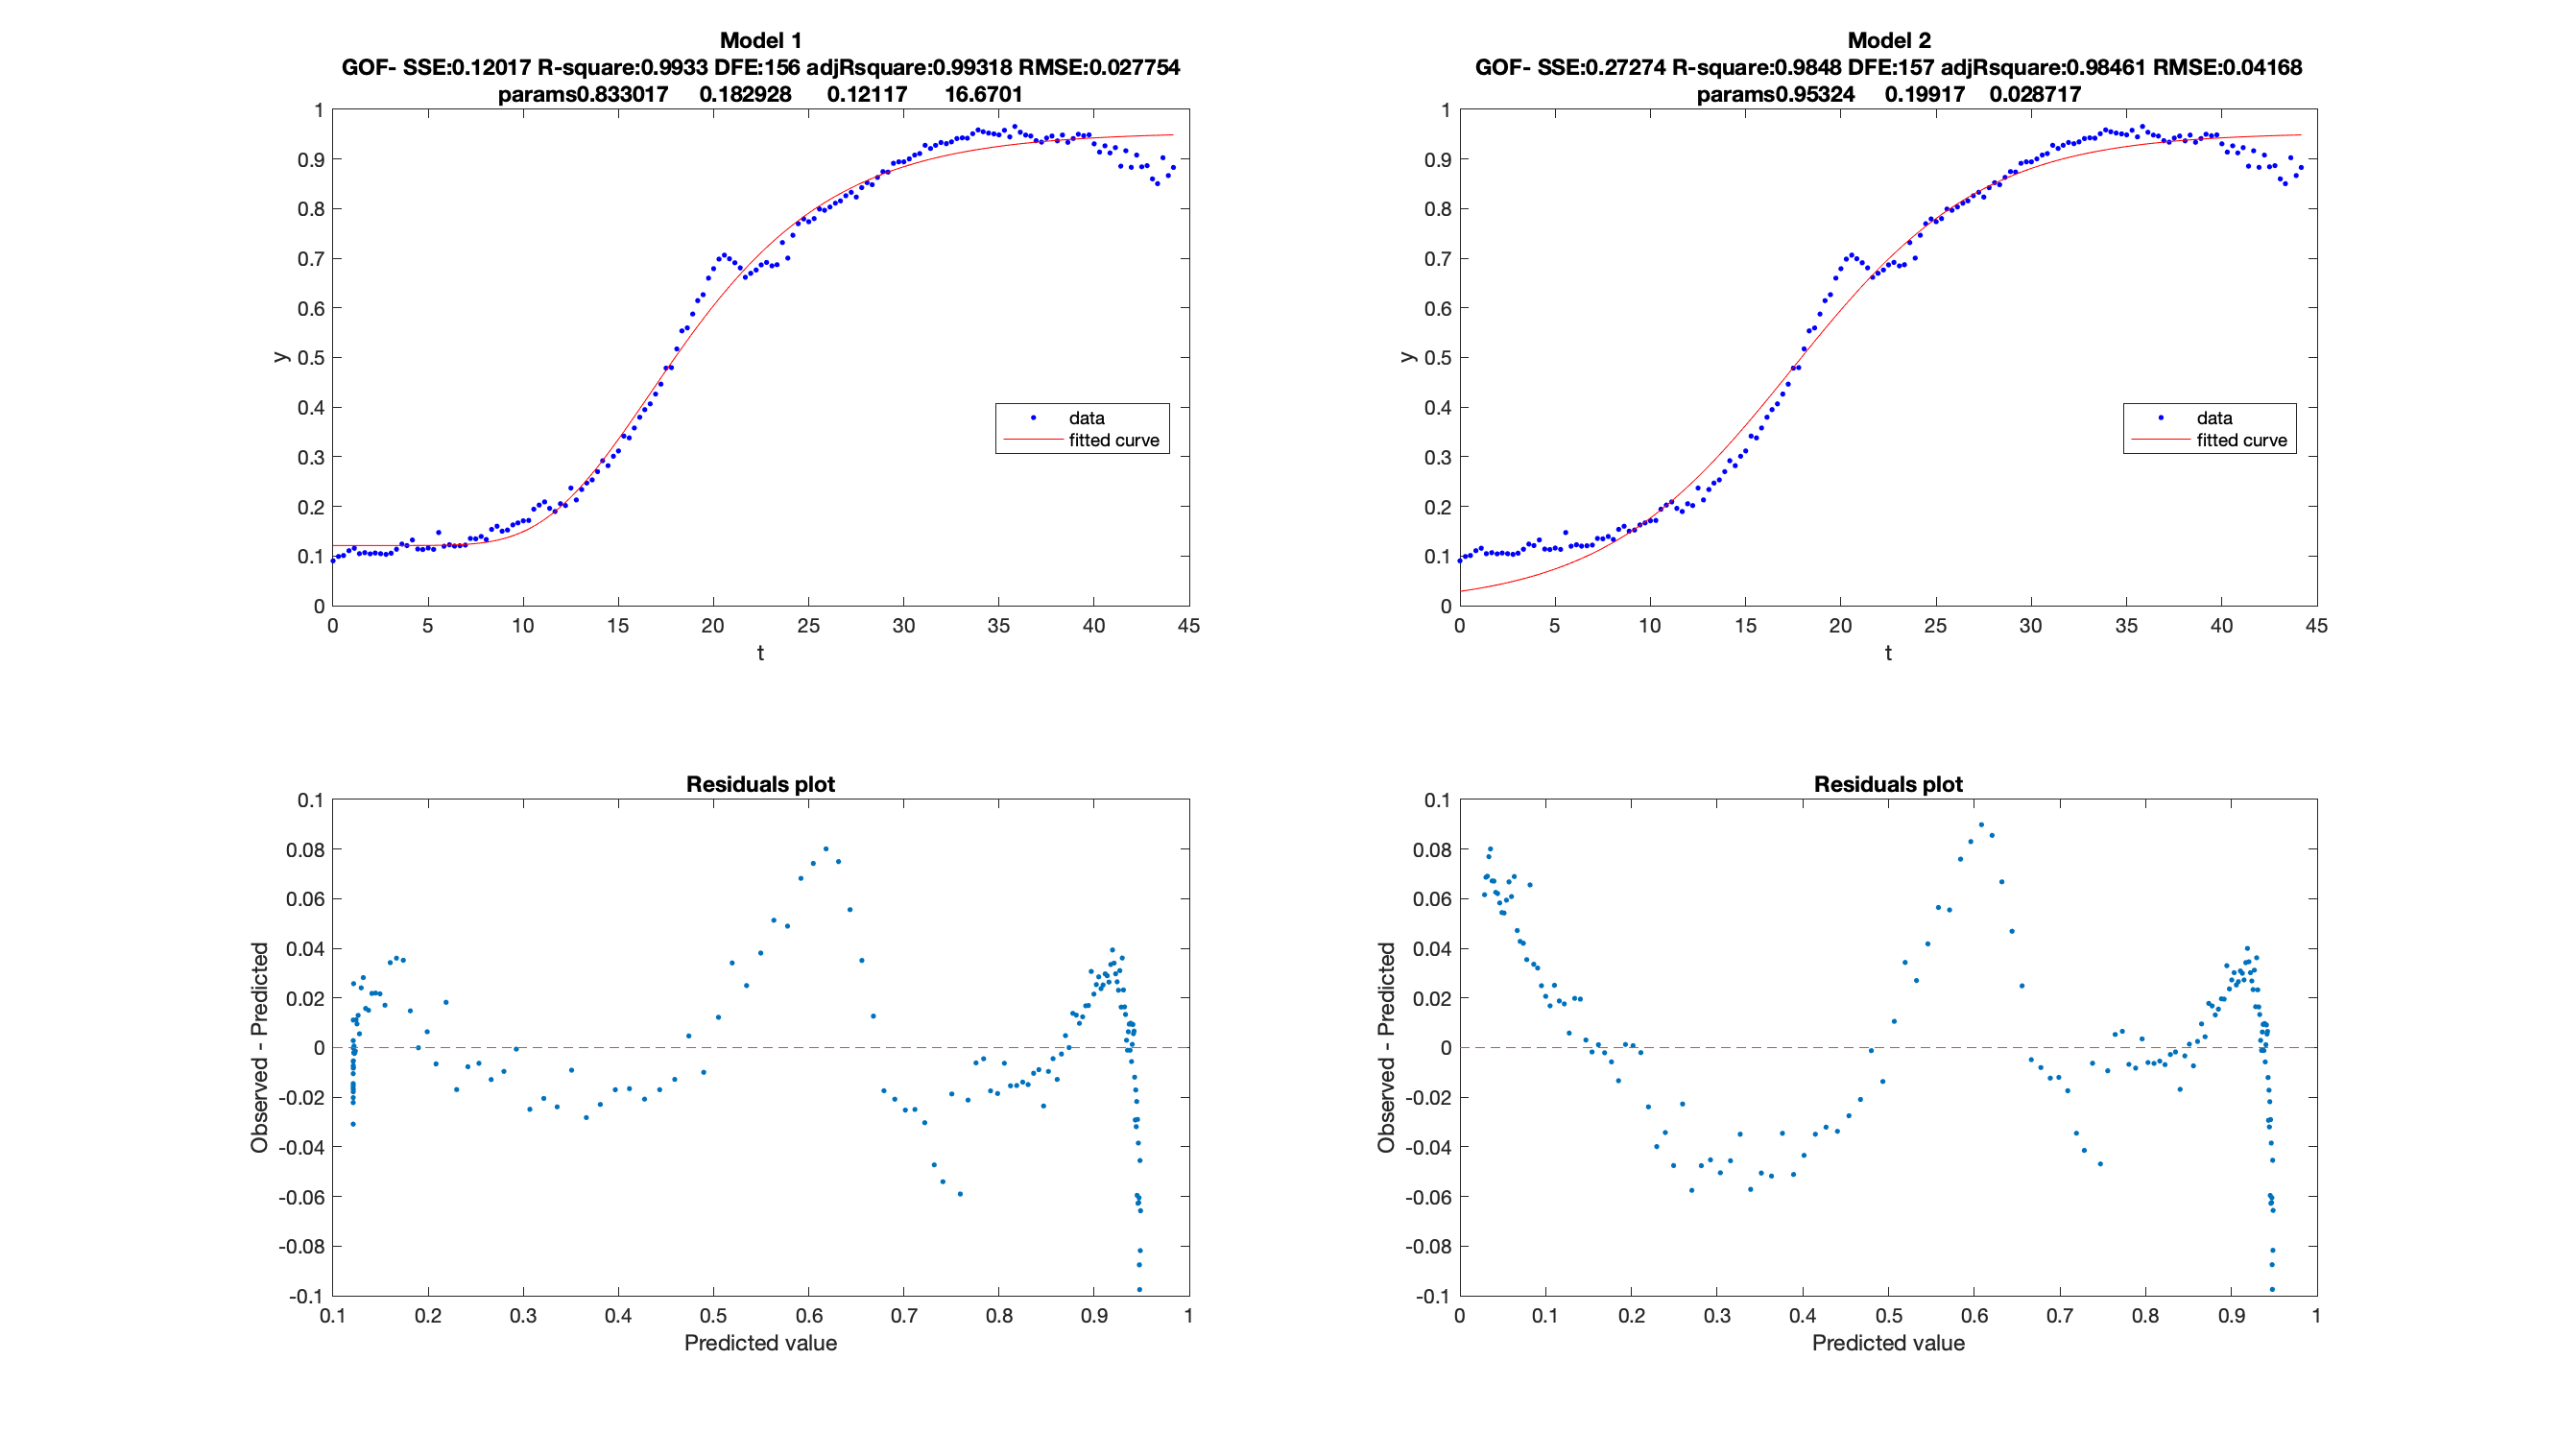 Model 1
GOF- SSE:0.12017 R-square:0.9933 DFE:156 adjRsquare:0.99318 RMSE:0.027754
params0.833017 0.182928 0.12117 16.6701
1
0.9
0.8
0.7
0.6
0.5
0.4
0.3
0.2
0.1
0
y
data
fitted curve
0 5 10 15 20 25 30 35 40 45
t
Model 2
GOF- SSE:0.27274 R-square:0.9848 DFE:157 adjRsquare:0.98461 RMSE:0.04168
params0.95324 0.19917 0.028717
1
0.9
0.8
0.7
0.6
0.5
0.4
0.3
0.2
0.1
0
y
data
fitted curve
0 5 10 15 20 25 30 35 40 45
t
Residuals plot
0.1
0.08
0.06
0.04
0.02
0
-0.02
-0.04
-0.06
-0.08
-0.1
Observed - Predicted
0.1 0.2 0.3 0.4 0.5 0.6 0.7 0.8 0.9 1
Predicted value
Residuals plot
0.1
0.08
0.06
0.04
0.02
0
-0.02
-0.04
-0.06
-0.08
-0.1
Observed - Predicted
0 0.1 0.2 0.3 0.4 0.5 0.6 0.7 0.8 0.9 1
Predicted value